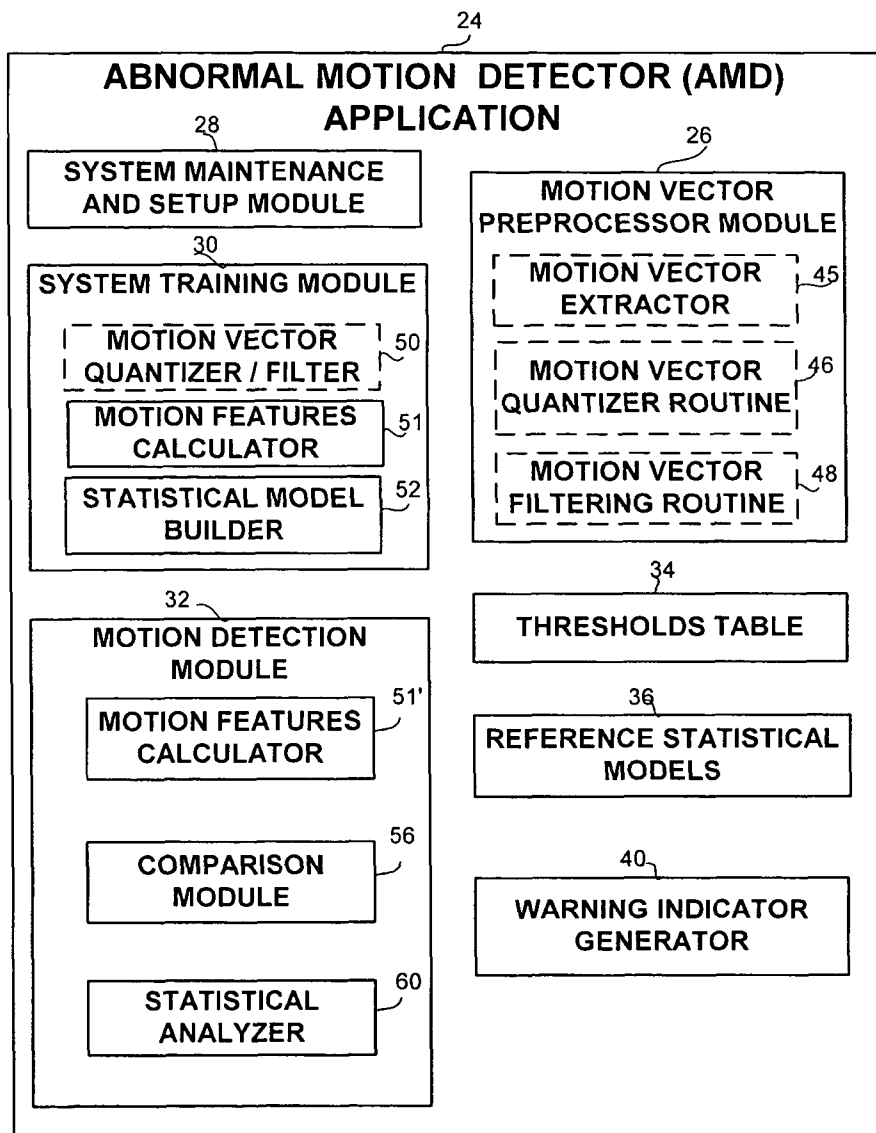 24
ABNORMAL MOTION DETECTOR (AMD)
APPLICATION
28
SYSTEM MAINTENANCE
AND SETUP MODULE
30
SYSTEM TRAINING MODULE
MOTION VECTOR
QUANTIZER / FILTER
50
MOTION FEATURES
CALCULATOR
51
STATISTICAL MODEL
BUILDER
52
32
MOTION DETECTION
MODULE
MOTION FEATURES
CALCULATOR
51'
COMPARISON
MODULE
56
STATISTICAL
ANALYZER
60
26
MOTION VECTOR
PREPROCESSOR MODULE
MOTION VECTOR
EXTRACTOR
45
MOTION VECTOR
QUANTIZER ROUTINE
46
MOTION VECTOR
FILTERING ROUTINE
48
34
THRESHOLDS TABLE
36
REFERENCE STATISTICAL
MODELS
40
WARNING INDICATOR
GENERATOR